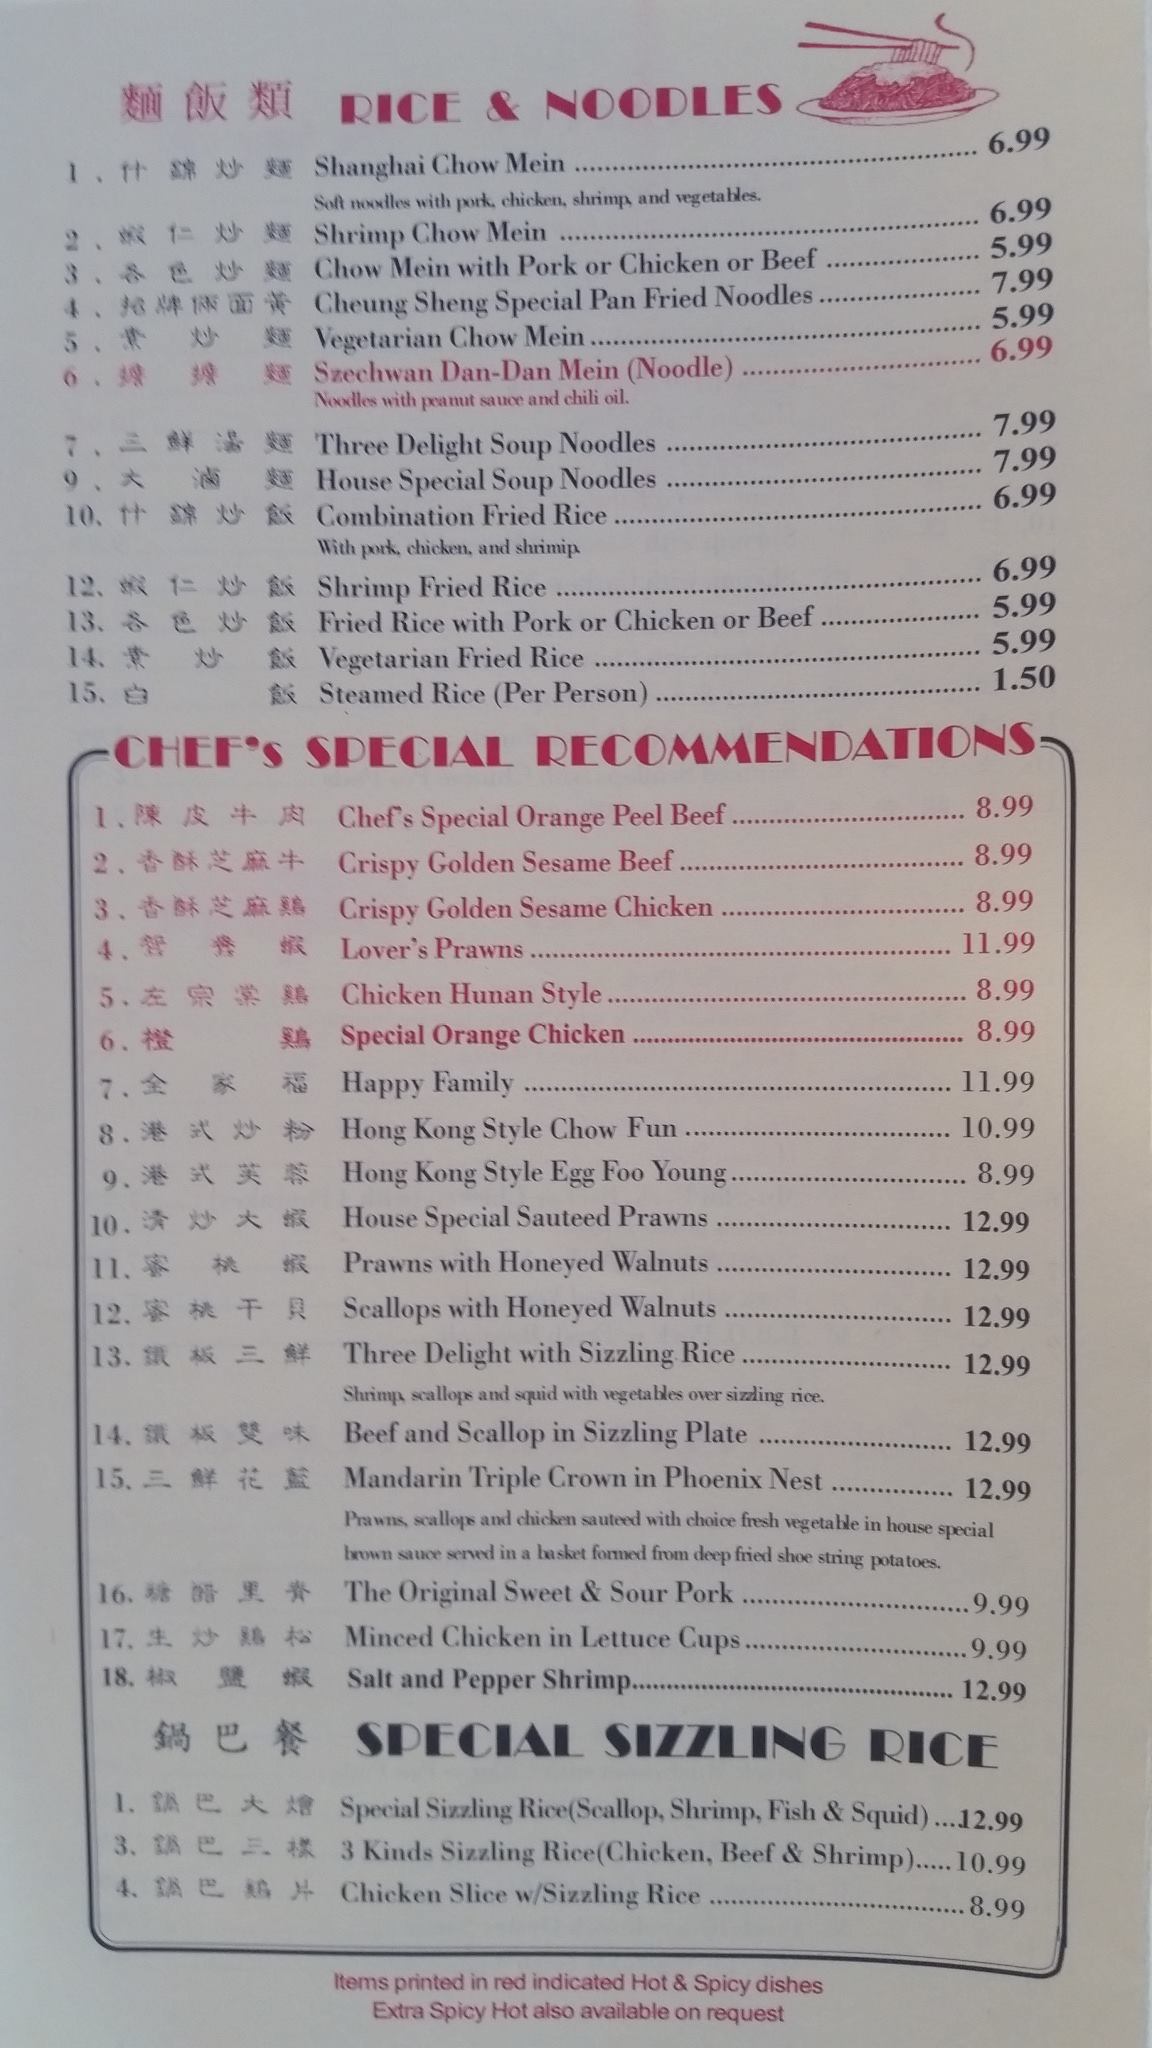 麵飯類 RICE & NOODLES
1. 什錦炒麵 Shanghai Chow Mein ........ 6.99
Soft noodles with pork, chicken, shrimp, and vegetables.
2. 蝦仁炒麵 Shrimp Chow Mein ........ 6.99
3. 各色炒麵 Chow Mein with Pork or Chicken or Beef ........ 5.99
4. 招牌兩面黃 Cheung Sheng Special Pan Fried Noodles ........ 7.99
5. 素炒麵 Vegetarian Chow Mein ........ 5.99
6. 擔擔麵 Szechwan Dan-Dan Mein (Noodle) ........ 6.99
Noodles with peanut sauce and chili oil.
7. 三鮮湯麵 Three Delight Soup Noodles ........ 7.99
9. 大滷麵 House Special Soup Noodles ........ 7.99
10. 什錦炒飯 Combination Fried Rice ........ 6.99
With pork, chicken, and shrimip.
12. 蝦仁炒飯 Shrimp Fried Rice ........ 6.99
13. 各色炒飯 Fried Rice with Pork or Chicken or Beef ........ 5.99
14. 素炒飯 Vegetarian Fried Rice ........ 5.99
15. 白飯 Steamed Rice (Per Person) ........ 1.50
CHEF's SPECIAL RECOMMENDATIONS
1. 陳皮牛肉 Chef's Special Orange Peel Beef ........ 8.99
2. 香酥芝麻牛 Crispy Golden Sesame Beef ........ 8.99
3. 香酥芝麻鷄 Crispy Golden Sesame Chicken ........ 8.99
4. 鴛鴦蝦 Lover's Prawns ........ 11.99
5. 左宗棠鷄 Chicken Hunan Style ........ 8.99
6. 橙鷄 Special Orange Chicken ........ 8.99
7. 全家福 Happy Family ........ 11.99
8. 港式炒粉 Hong Kong Style Chow Fun ........ 10.99
9. 港式芙蓉 Hong Kong Style Egg Foo Young ........ 8.99
10. 清炒大蝦 House Special Sauteed Prawns ........ 12.99
11. 蜜桃蝦 Prawns with Honeyed Walnuts ........ 12.99
12. 蜜桃干貝 Scallops with Honeyed Walnuts ........ 12.99
13. 鐵板三鮮 Three Delight with Sizzling Rice ........ 12.99
Shrimp, scallops and squid with vegetables over sizzling rice.
14. 鐵板雙味 Beef and Scallop in Sizzling Plate ........ 12.99
15. 三鮮花籃 Mandarin Triple Crown in Phoenix Nest ........ 12.99
Prawns, scallops and chicken sauteed with choice fresh vegetable in house special
brown sauce served in a basket formed from deep fried shoe string potatoes.
16. 糖醋里脊 The Original Sweet & Sour Pork ........ 9.99
17. 生炒鷄松 Minced Chicken in Lettuce Cups ........ 9.99
18. 椒鹽蝦 Salt and Pepper Shrimp ........ 12.99
鍋巴餐 SPECIAL SIZZLING RICE
1. 鍋巴大燴 Special Sizzling Rice(Scallop, Shrimp, Fish & Squid) .... 12.99
3. 鍋巴三樣 3 Kinds Sizzling Rice(Chicken, Beef & Shrimp)..... 10.99
4. 鍋巴鷄片 Chicken Slice w/Sizzling Rice ........ 8.99
Items printed in red indicated Hot & Spicy dishes
Extra Spicy Hot also available on request